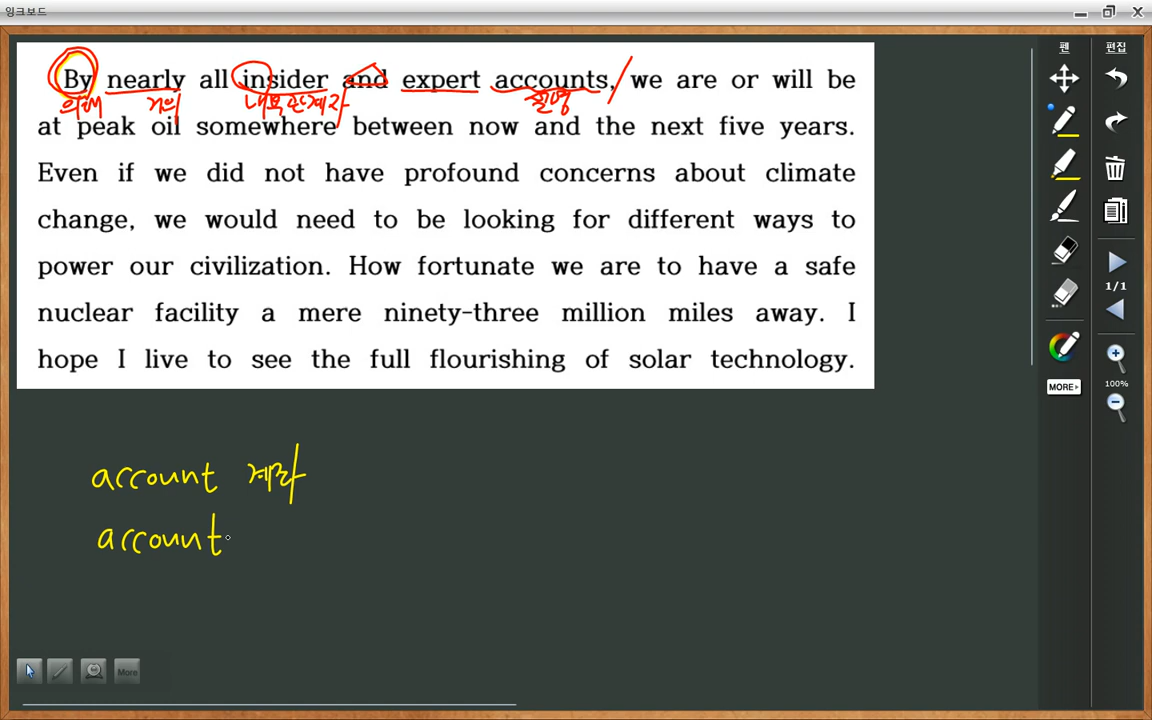 잉크보드
By nearly all insider and expert accounts, we are or will be
의해 거의 내부관계자 설명
at peak oil somewhere between now and the next five years.
Even if we did not have profound concerns about climate
change, we would need to be looking for different ways to
power our civilization. How fortunate we are to have a safe
nuclear facility a mere ninety-three million miles away. I
hope I live to see the full flourishing of solar technology.
account 계좌
account
펜 편집
1/1
100%
MORE
More